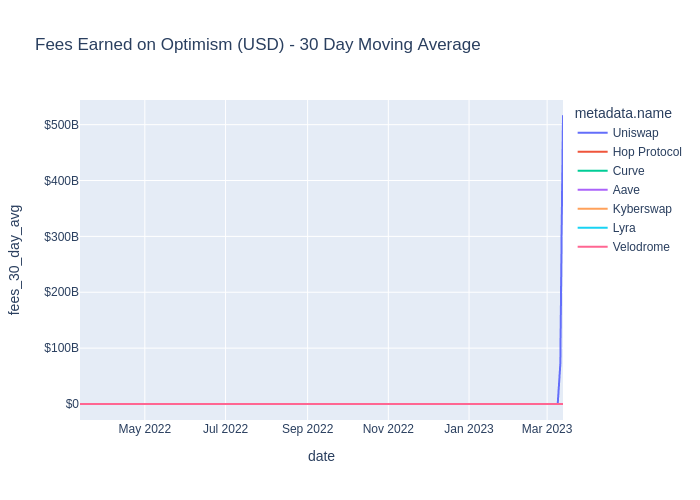 Fees Earned on Optimism (USD) - 30 Day Moving Average
metadata.name
Uniswap
Hop Protocol
Curve
Aave
Kyberswap
Lyra
Velodrome
fees_30_day_avg
$500B
$400B
$300B
$200B
$100B
$0
May 2022 Jul 2022 Sep 2022 Nov 2022 Jan 2023 Mar 2023
date